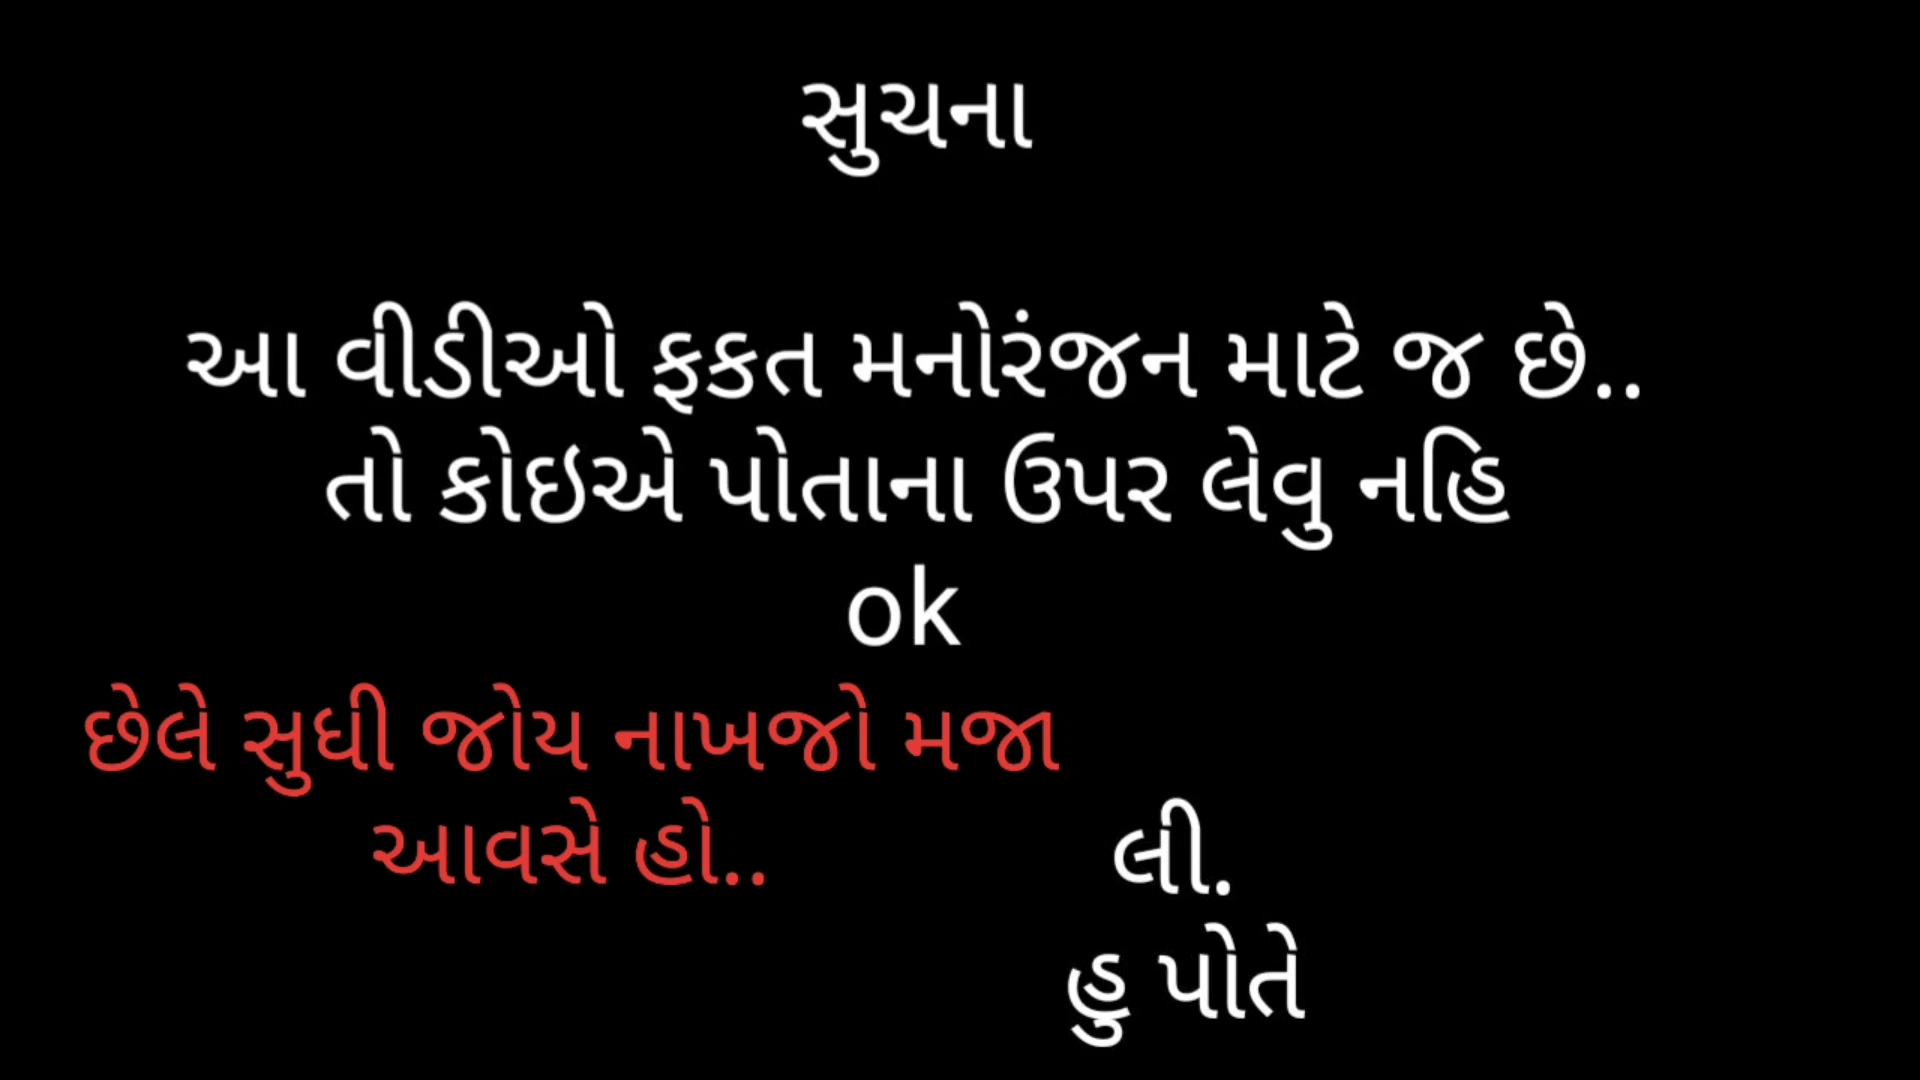 સુચના
આ વીડીઓ ફકત મનોરંજન માટે જ છે..
તો કોઇએ પોતાના ઉપર લેવુ નહિ
ok
છેલે સુધી જોય નાખજો મજા
આવસે હો..
લી.
હુ પોતે